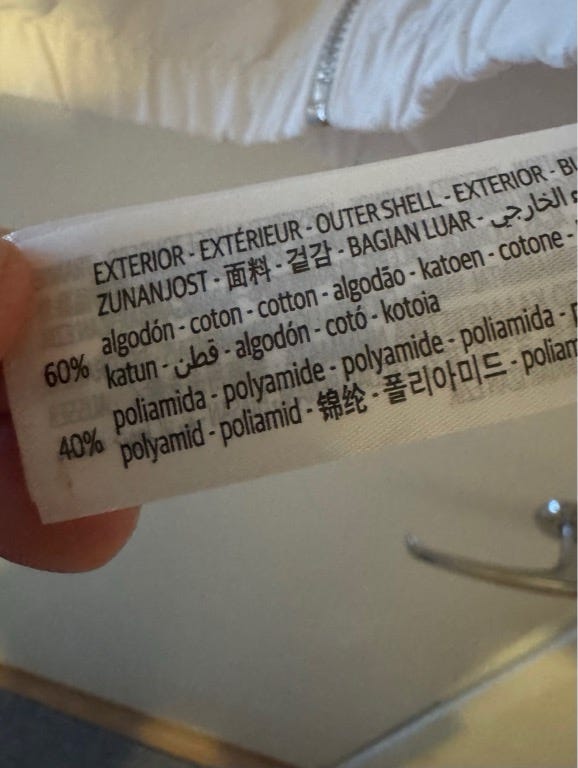 EXTERIOR - EXTÉRIEUR - OUTER SHELL - EXTERIOR -
ZUNANJOST - 面料 - 겉감 - BAGIAN LUAR - الخارجي
60% algodón - coton - cotton - algodão - katoen - cotone -
katun - قطن - algodón - cotó - kotoia
40% poliamida - polyamide - polyamide - poliamida -
polyamid - poliamid - 锦纶 - 폴리아미드 -